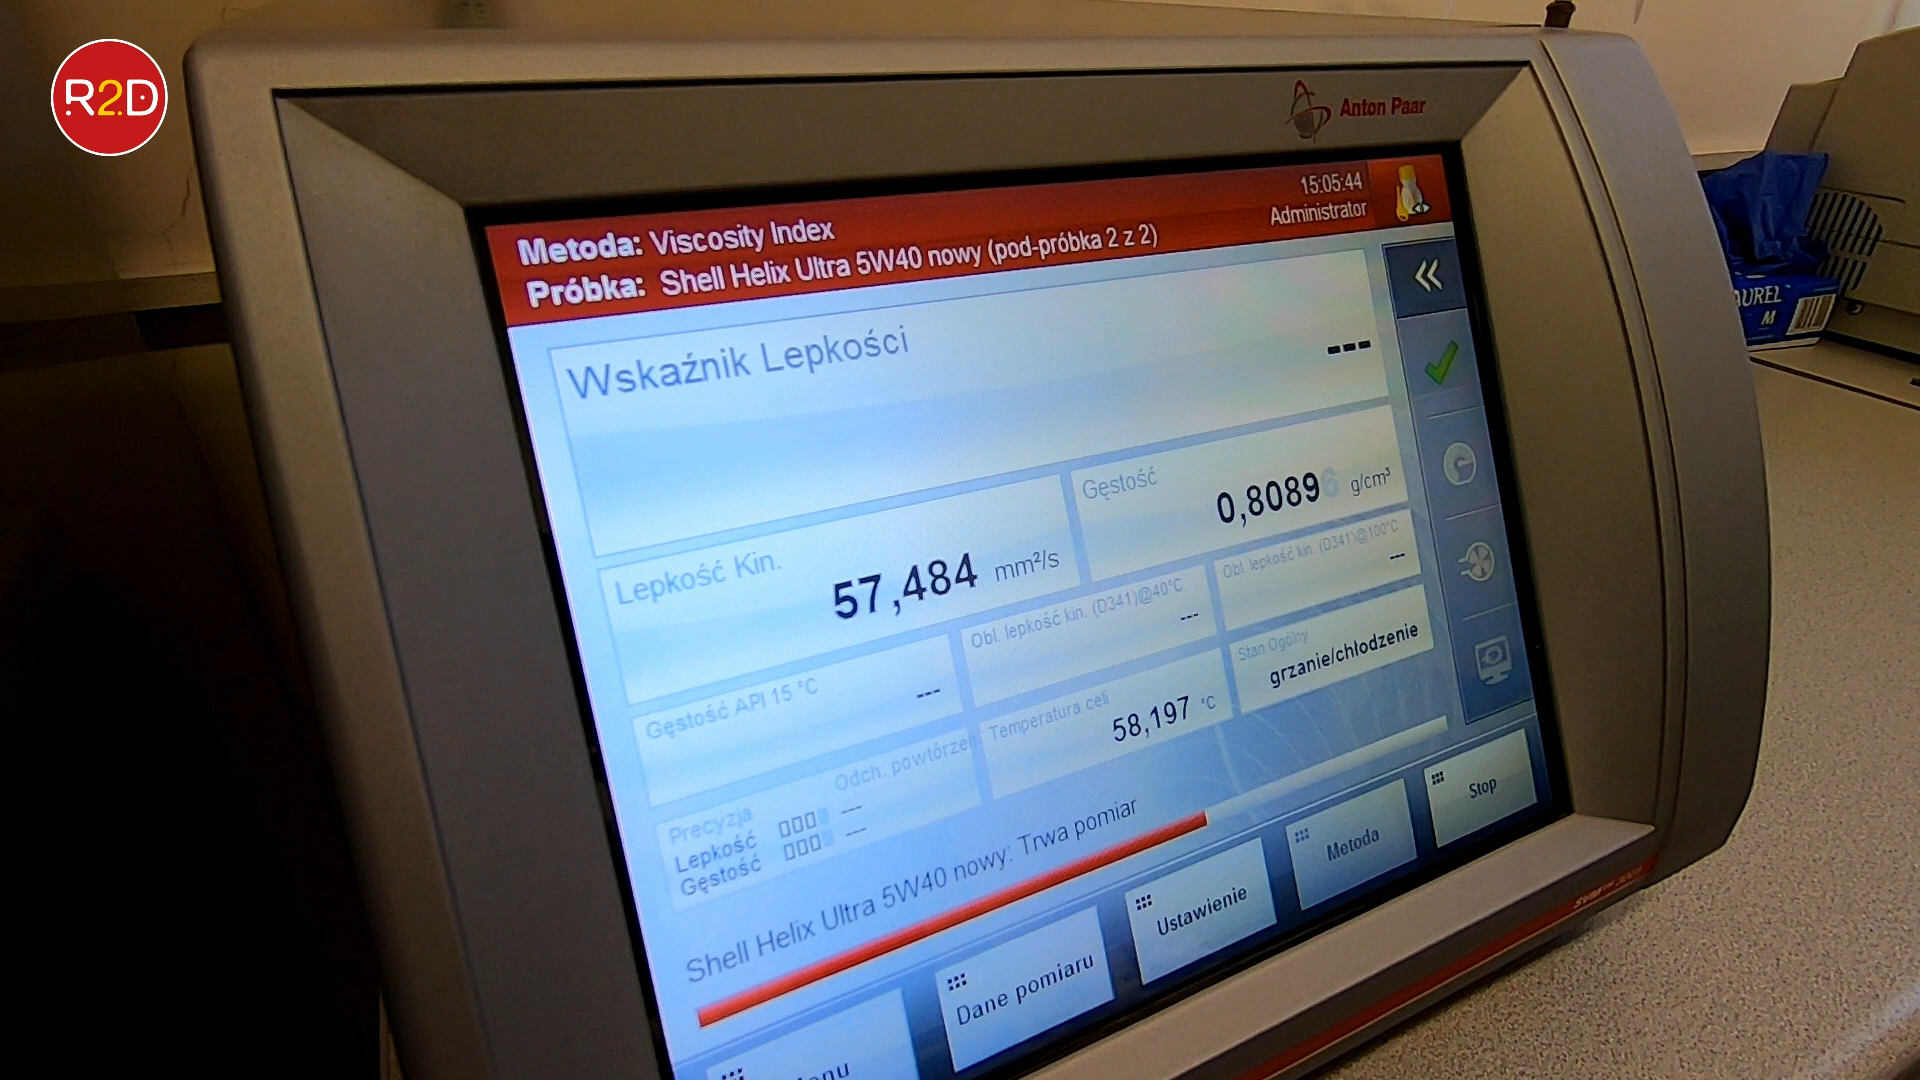 R2D
Anton Paar
Metoda: Viscosity Index
15:05:44
Próbka: Shell Helix Ultra 5W40 nowy (pod-próbka 2 z 2)
Administrator
Wskaźnik Lepkości
---
Lepkość Kin.
57,484 mm²/s
Gęstość
0,80896 g/cm³
Gęstość API 15 °C
---
Obl. lepkość kin. (D341)@40°C
---
Obl. lepkość kin. (D341)@100°C
---
Precyzja
Odch. powtórzeń
Lepkość
---
Gęstość
---
Temperatura celi
58,197 °C
Stan Ogólny
grzanie/chłodzenie
Shell Helix Ultra 5W40 nowy: Trwa pomiar
Dane pomiaru
Ustawienie
Metoda
Stop
M